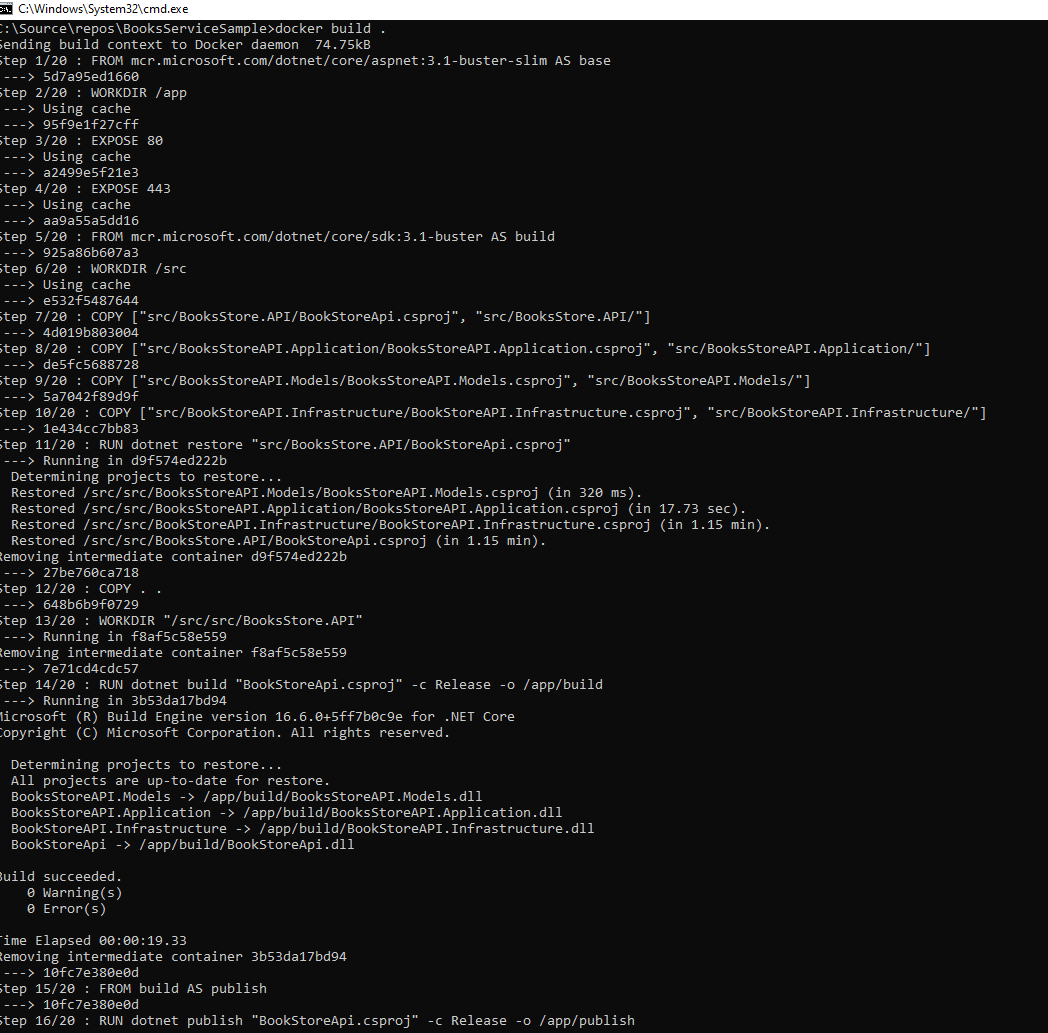 C:\Windows\System32\cmd.exe
C:\Source\repos\BooksServiceSample>docker build .
Sending build context to Docker daemon  74.75kB
Step 1/20 : FROM mcr.microsoft.com/dotnet/core/aspnet:3.1-buster-slim AS base
---> 5d7a95ed1660
Step 2/20 : WORKDIR /app
---> Using cache
---> 95f9e1f27cff
Step 3/20 : EXPOSE 80
---> Using cache
---> a2499e5f21e3
Step 4/20 : EXPOSE 443
---> Using cache
---> aa9a55a5dd16
Step 5/20 : FROM mcr.microsoft.com/dotnet/core/sdk:3.1-buster AS build
---> 925a86b607a3
Step 6/20 : WORKDIR /src
---> Using cache
---> e532f5487644
Step 7/20 : COPY ["src/BooksStore.API/BookStoreApi.csproj", "src/BooksStore.API/"]
---> 4d019b803004
Step 8/20 : COPY ["src/BooksStoreAPI.Application/BooksStoreAPI.Application.csproj", "src/BooksStoreAPI.Application/"]
---> de5fc5688728
Step 9/20 : COPY ["src/BooksStoreAPI.Models/BooksStoreAPI.Models.csproj", "src/BooksStoreAPI.Models/"]
---> 5a7042f89d9f
Step 10/20 : COPY ["src/BookStoreAPI.Infrastructure/BookStoreAPI.Infrastructure.csproj", "src/BookStoreAPI.Infrastructure/"]
---> 1e434cc7bb83
Step 11/20 : RUN dotnet restore "src/BooksStore.API/BookStoreApi.csproj"
---> Running in d9f574ed222b
Determining projects to restore...
Restored /src/src/BooksStoreAPI.Models/BooksStoreAPI.Models.csproj (in 320 ms).
Restored /src/src/BooksStoreAPI.Application/BooksStoreAPI.Application.csproj (in 17.73 sec).
Restored /src/src/BookStoreAPI.Infrastructure/BookStoreAPI.Infrastructure.csproj (in 1.15 min).
Restored /src/src/BooksStore.API/BookStoreApi.csproj (in 1.15 min).
Removing intermediate container d9f574ed222b
---> 27be760ca718
Step 12/20 : COPY . .
---> 648b6b9f0729
Step 13/20 : WORKDIR "/src/src/BooksStore.API"
---> Running in f8af5c58e559
Removing intermediate container f8af5c58e559
---> 7e71cd4cdc57
Step 14/20 : RUN dotnet build "BookStoreApi.csproj" -c Release -o /app/build
---> Running in 3b53da17bd94
Microsoft (R) Build Engine version 16.6.0+5ff7b0c9e for .NET Core
Copyright (C) Microsoft Corporation. All rights reserved.
Determining projects to restore...
All projects are up-to-date for restore.
BooksStoreAPI.Models -> /app/build/BooksStoreAPI.Models.dll
BooksStoreAPI.Application -> /app/build/BooksStoreAPI.Application.dll
BookStoreAPI.Infrastructure -> /app/build/BookStoreAPI.Infrastructure.dll
BookStoreApi -> /app/build/BookStoreApi.dll
Build succeeded.
0 Warning(s)
0 Error(s)
Time Elapsed 00:00:19.33
Removing intermediate container 3b53da17bd94
---> 10fc7e380e0d
Step 15/20 : FROM build AS publish
---> 10fc7e380e0d
Step 16/20 : RUN dotnet publish "BookStoreApi.csproj" -c Release -o /app/publish